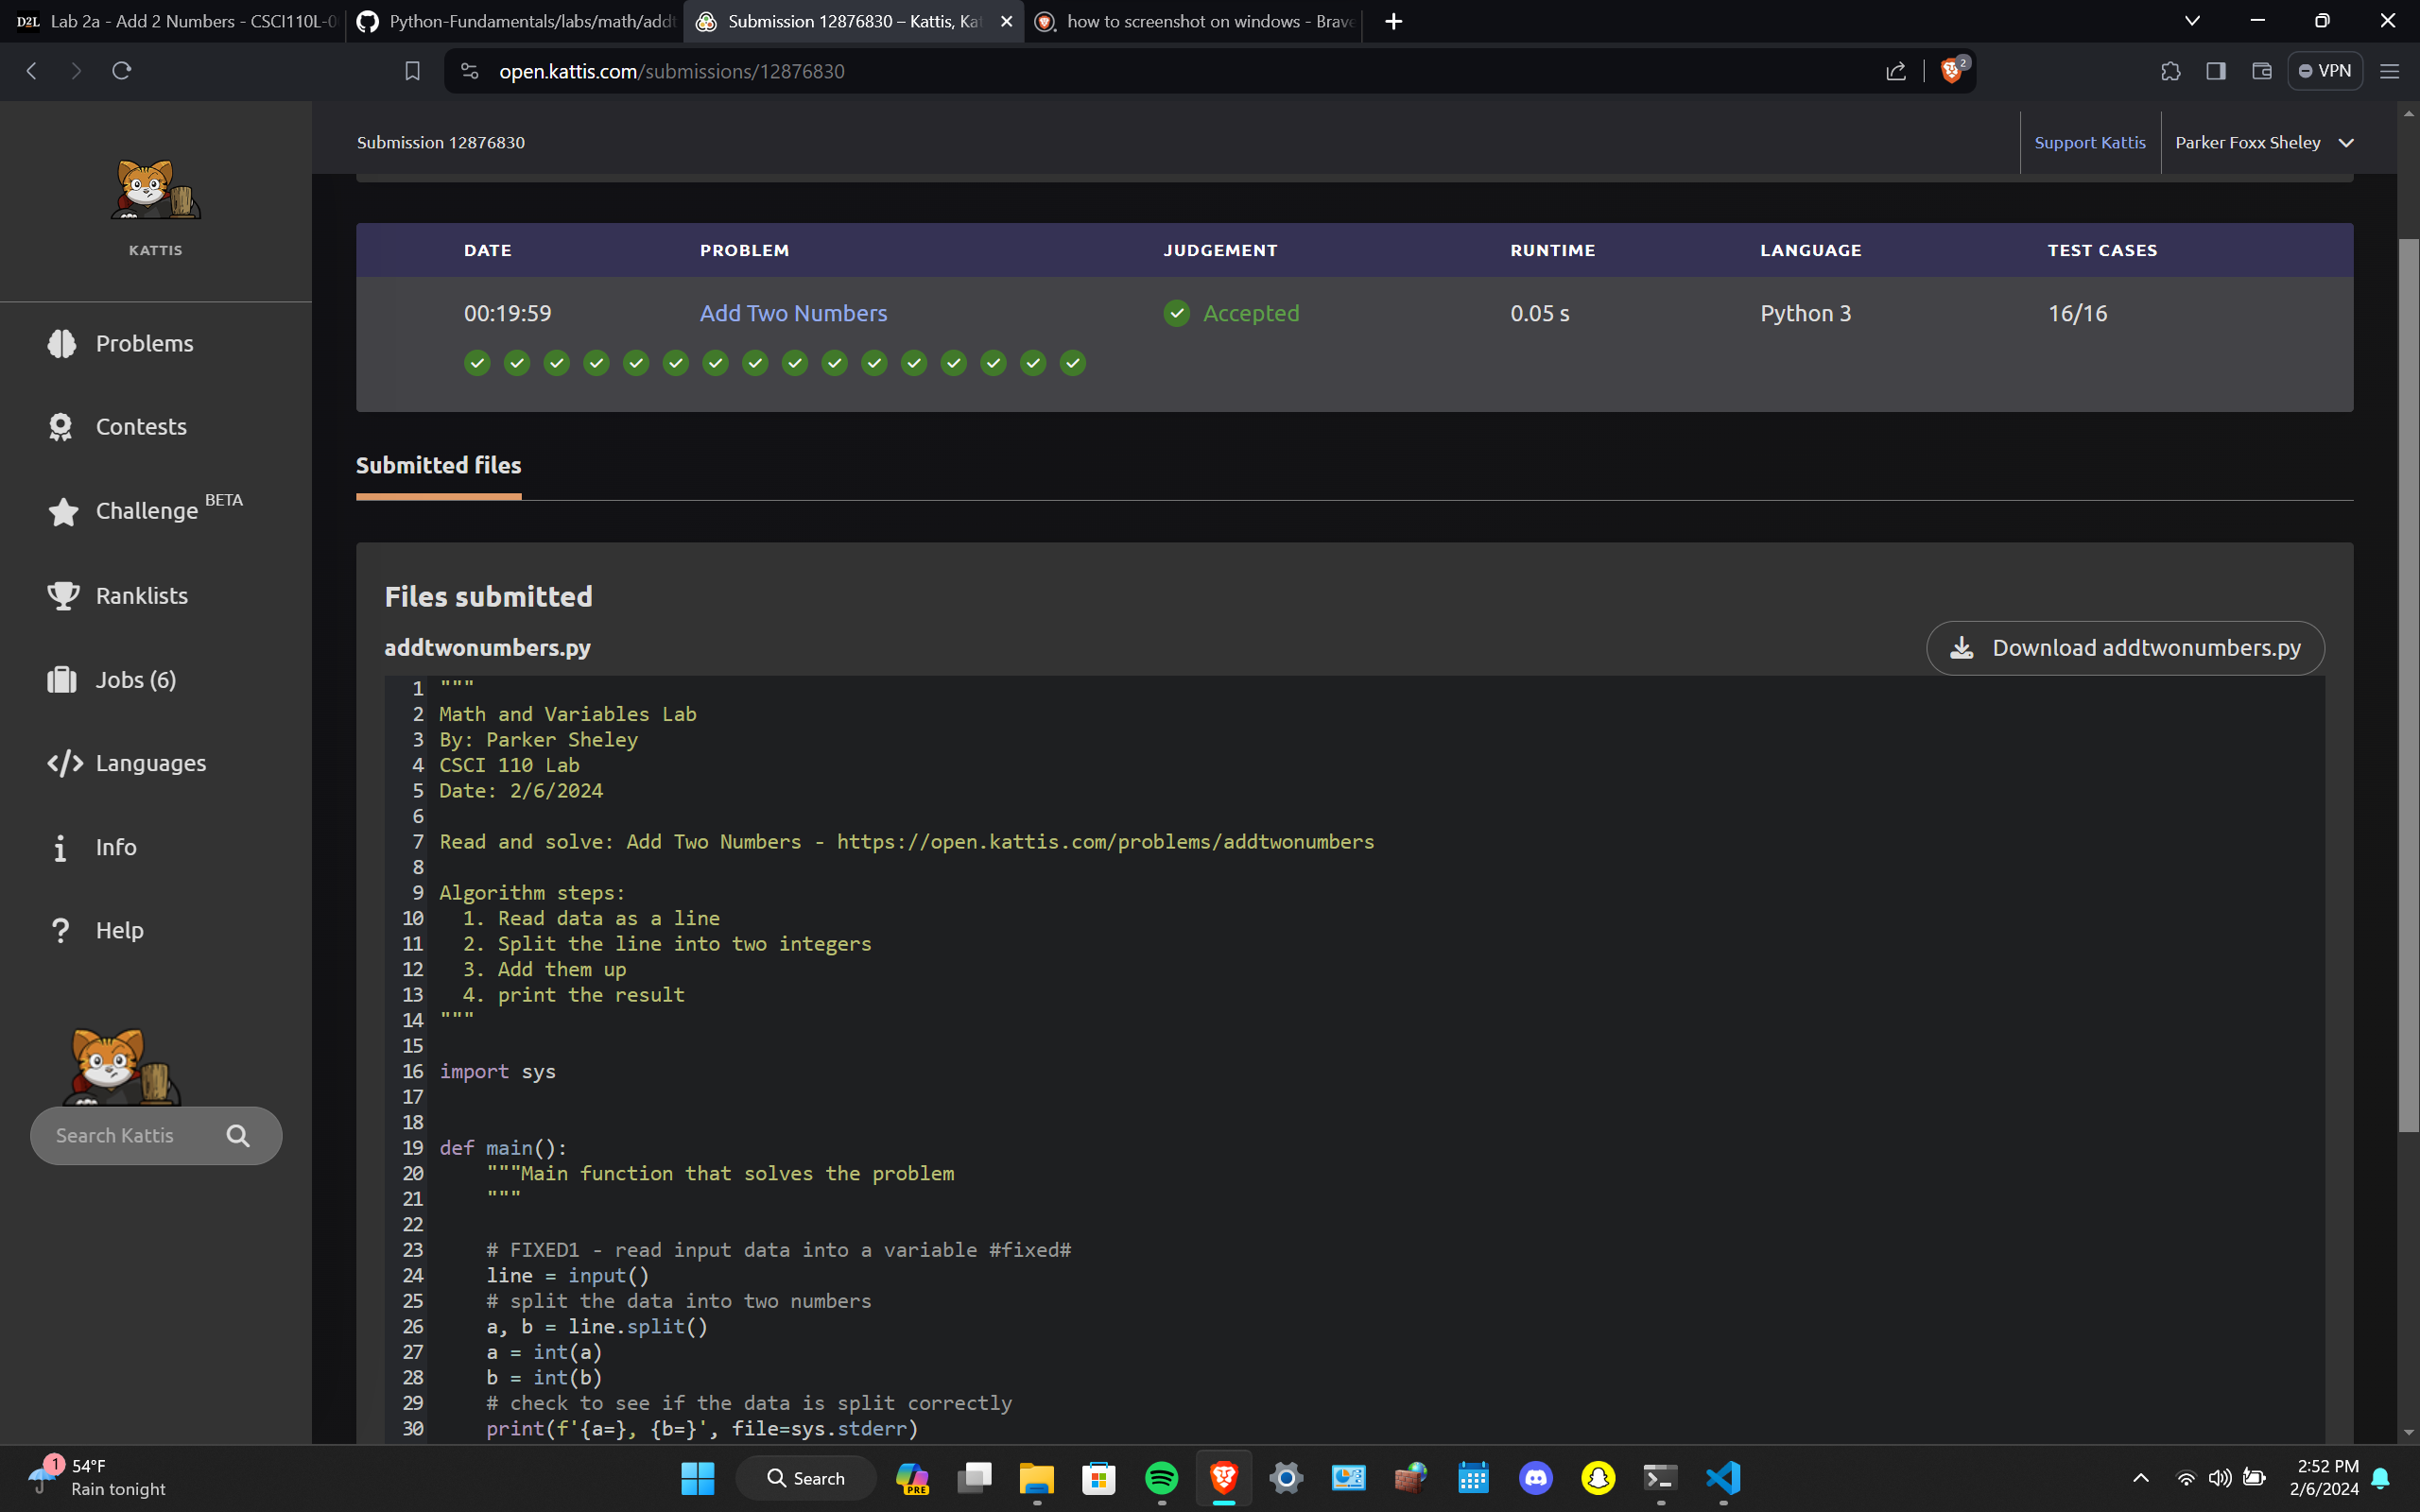 D2L Lab 2a - Add 2 Numbers - CSCI110L-0
Python-Fundamentals/labs/math/addt
Submission 12876830 – Kattis, Ka
how to screenshot on windows - Brave
open.kattis.com/submissions/12876830
2
VPN
Submission 12876830
Support Kattis
Parker Foxx Sheley
KATTIS
Problems
Contests
Challenge BETA
Ranklists
Jobs (6)
Languages
Info
Help
Search Kattis
DATE PROBLEM JUDGEMENT RUNTIME LANGUAGE TEST CASES
00:19:59 Add Two Numbers Accepted 0.05 s Python 3 16/16
Submitted files
Files submitted
addtwonumbers.py
Download addtwonumbers.py
1 """
2 Math and Variables Lab
3 By: Parker Sheley
4 CSCI 110 Lab
5 Date: 2/6/2024
6
7 Read and solve: Add Two Numbers - https://open.kattis.com/problems/addtwonumbers
8
9 Algorithm steps:
10   1. Read data as a line
11   2. Split the line into two integers
12   3. Add them up
13   4. print the result
14 """
15
16 import sys
17
18
19 def main():
20     """Main function that solves the problem
21     """
22
23     # FIXED1 - read input data into a variable #fixed#
24     line = input()
25     # split the data into two numbers
26     a, b = line.split()
27     a = int(a)
28     b = int(b)
29     # check to see if the data is split correctly
30     print(f'{a=}, {b=}', file=sys.stderr)
1
54°F
Rain tonight
Search
PRE
2:52 PM
2/6/2024